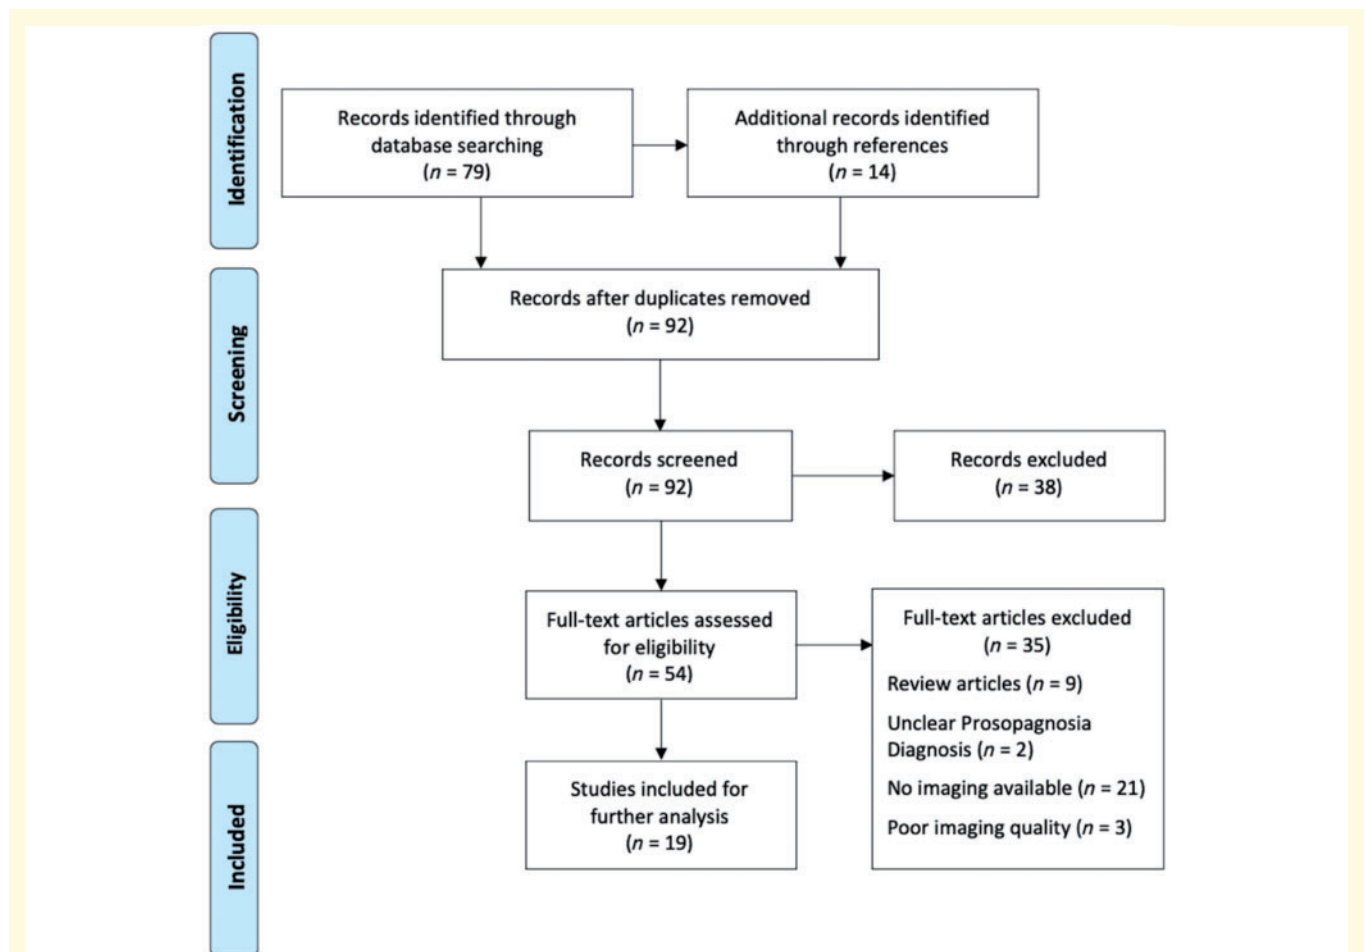 Identification
Records identified through
database searching
(n = 79)
Additional records identified
through references
(n = 14)
Screening
Records after duplicates removed
(n = 92)
Records screened
(n = 92)
Records excluded
(n = 38)
Eligibility
Full-text articles assessed
for eligibility
(n = 54)
Full-text articles excluded
(n = 35)
Review articles (n = 9)
Unclear Prosopagnosia
Diagnosis (n = 2)
No imaging available (n = 21)
Poor imaging quality (n = 3)
Included
Studies included for
further analysis
(n = 19)